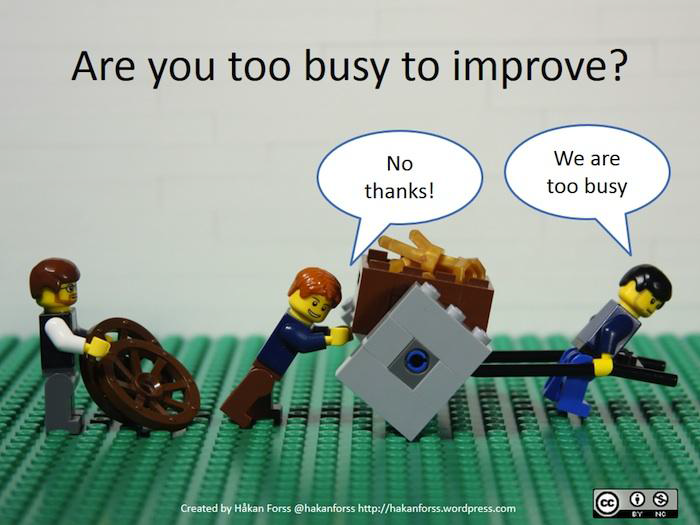 Are you too busy to improve?
No
thanks!
We are
too busy
Created by Håkan Forss @hakanforss http://hakanforss.wordpress.com
cc
BY NC